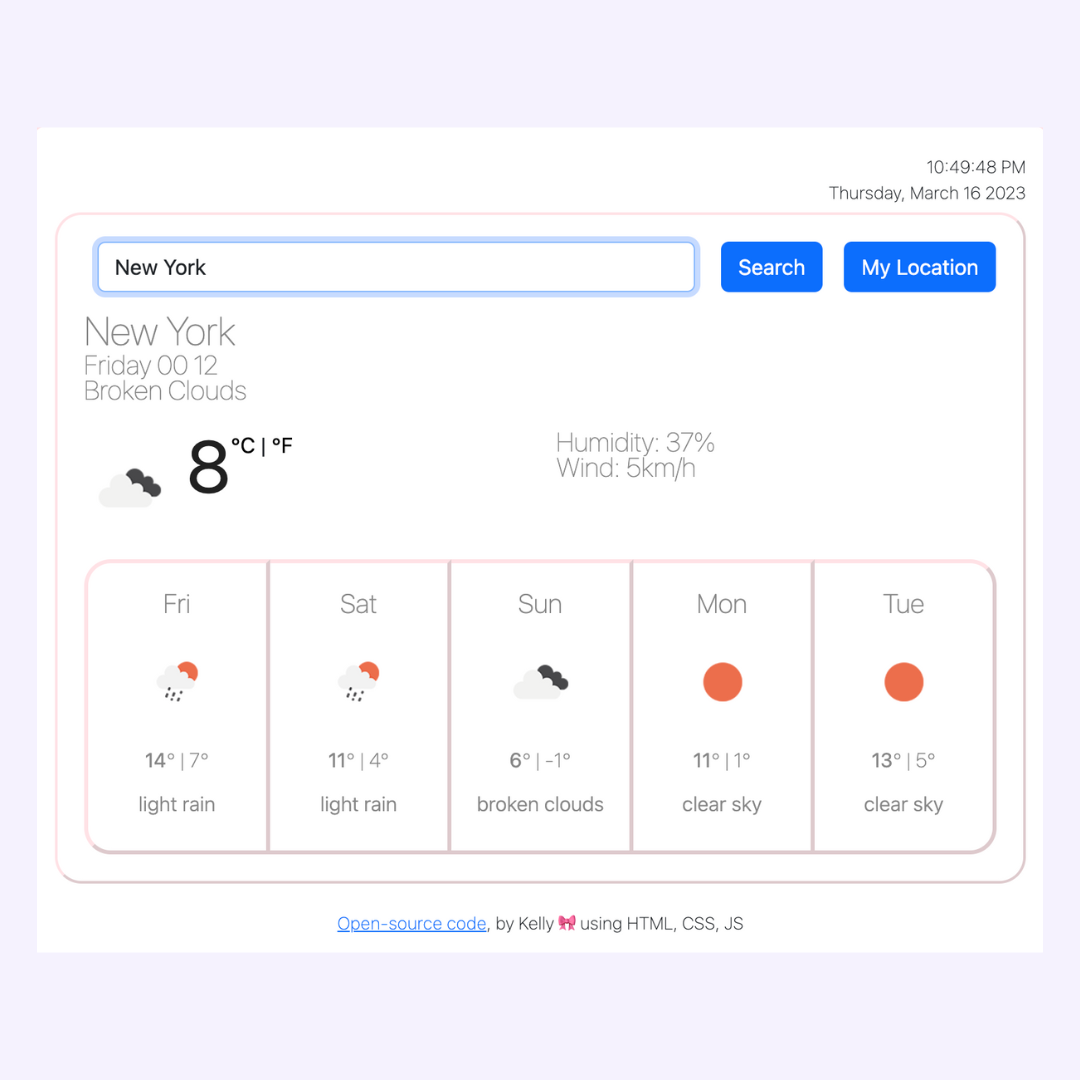 10:49:48 PM
Thursday, March 16 2023
New York
Search
My Location
New York
Friday 00 12
Broken Clouds
8 °C | °F
Humidity: 37%
Wind: 5km/h
Fri
Sat
Sun
Mon
Tue
14° | 7°
11° | 4°
6° | -1°
11° | 1°
13° | 5°
light rain
light rain
broken clouds
clear sky
clear sky
Open-source code, by Kelly 🎀 using HTML, CSS, JS